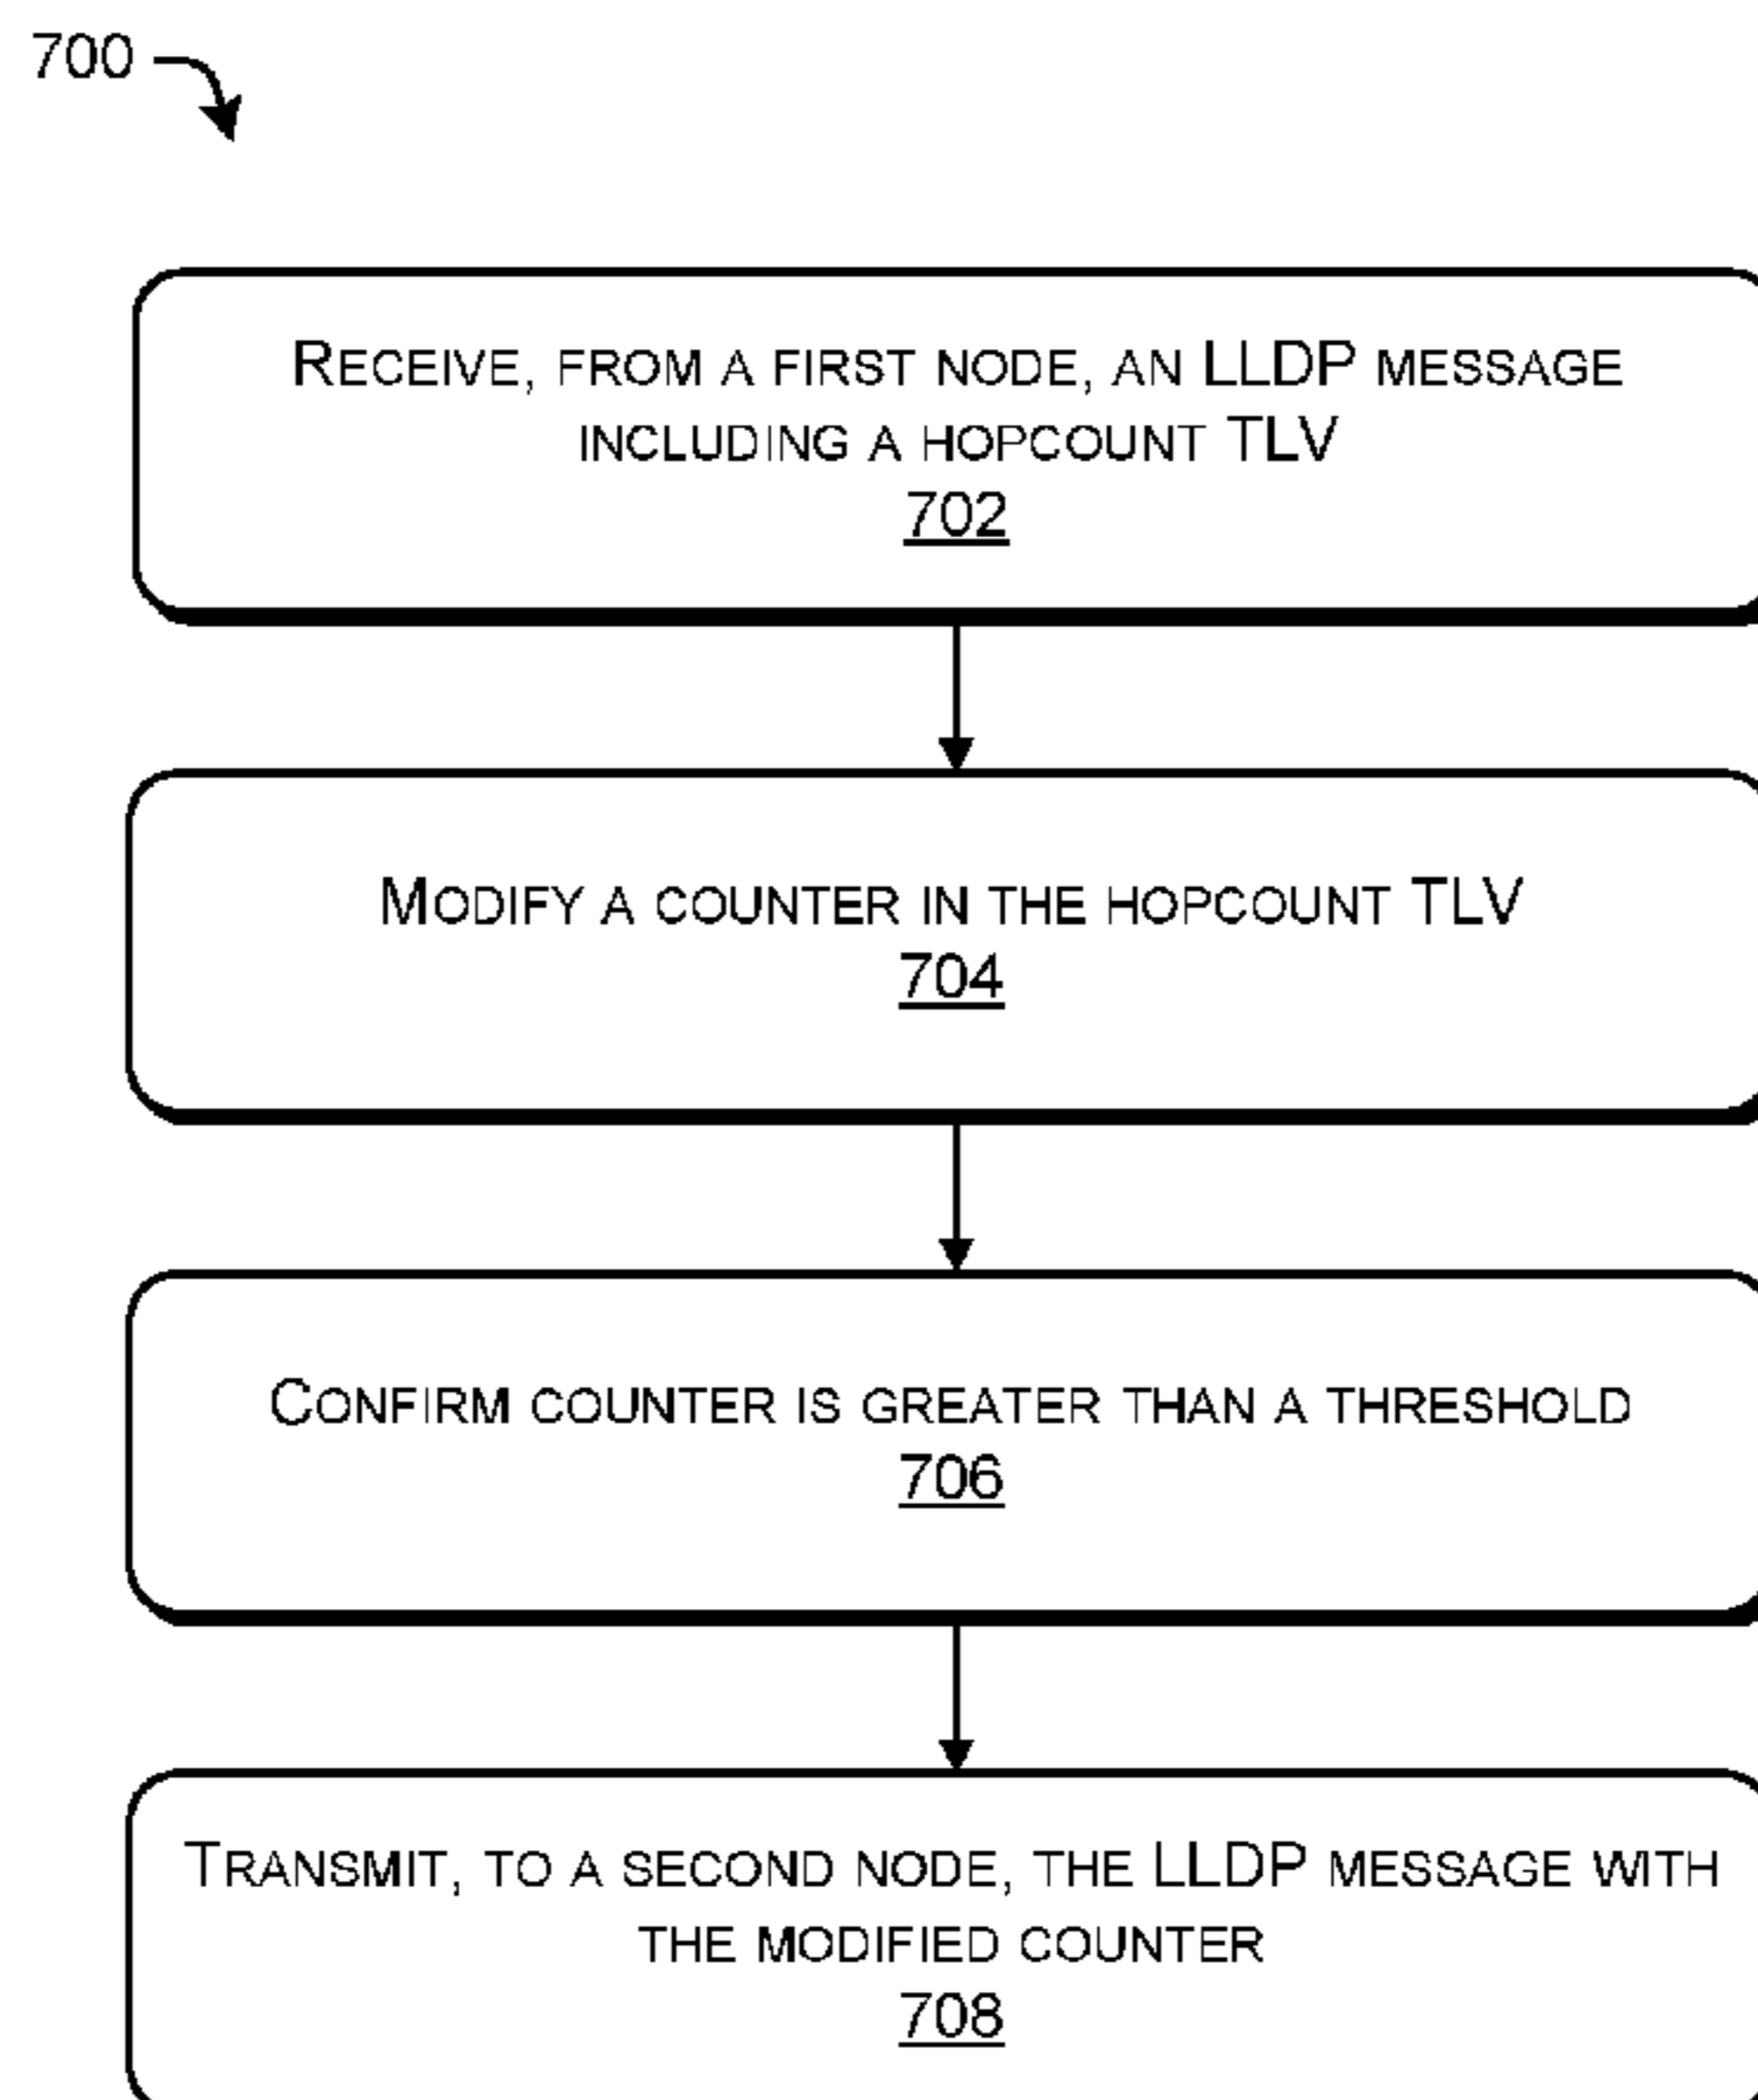 700
RECEIVE, FROM A FIRST NODE, AN LLDP MESSAGE
INCLUDING A HOPCOUNT TLV
702
MODIFY A COUNTER IN THE HOPCOUNT TLV
704
CONFIRM COUNTER IS GREATER THAN A THRESHOLD
706
TRANSMIT, TO A SECOND NODE, THE LLDP MESSAGE WITH
THE MODIFIED COUNTER
708